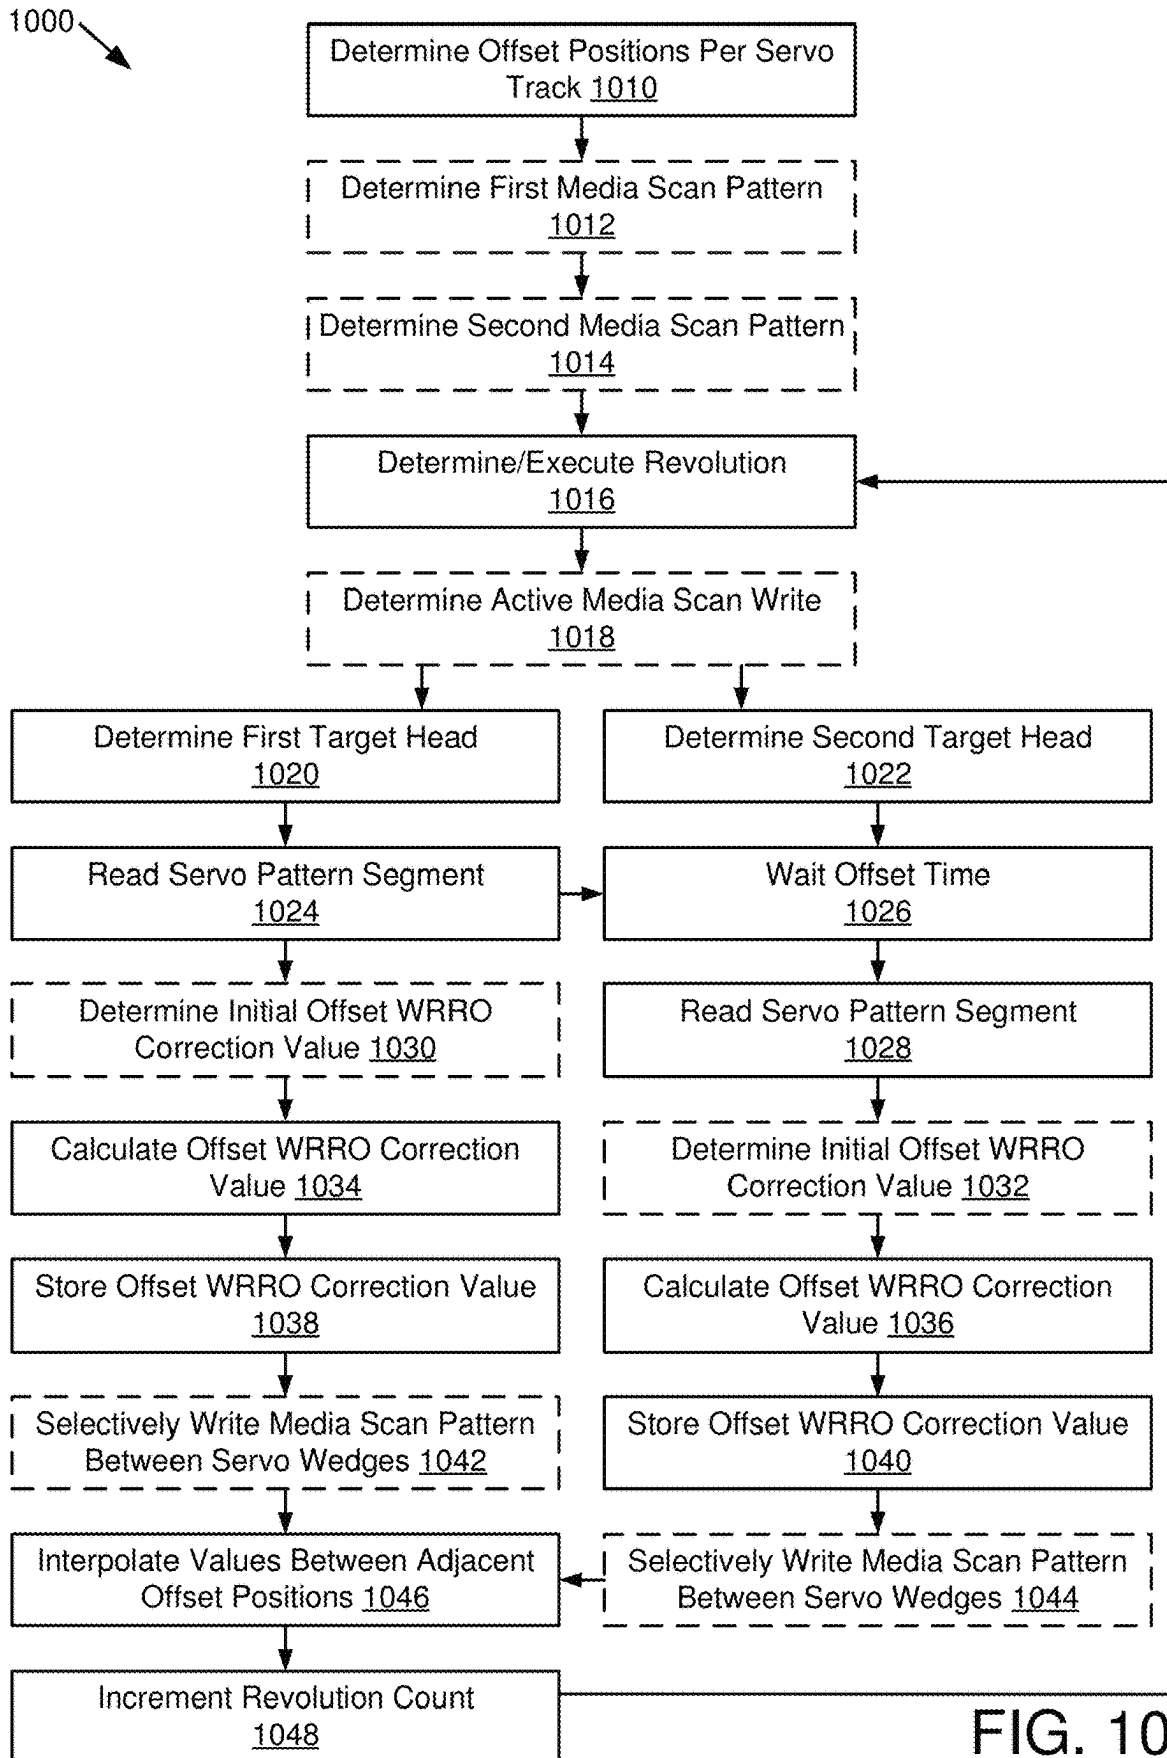 1000
Determine Offset Positions Per Servo
Track 1010
Determine First Media Scan Pattern
1012
Determine Second Media Scan Pattern
1014
Determine/Execute Revolution
1016
Determine Active Media Scan Write
1018
Determine First Target Head
1020
Determine Second Target Head
1022
Read Servo Pattern Segment
1024
Wait Offset Time
1026
Determine Initial Offset WRRO
Correction Value 1030
Read Servo Pattern Segment
1028
Calculate Offset WRRO Correction
Value 1034
Determine Initial Offset WRRO
Correction Value 1032
Store Offset WRRO Correction Value
1038
Calculate Offset WRRO Correction
Value 1036
Selectively Write Media Scan Pattern
Between Servo Wedges 1042
Store Offset WRRO Correction Value
1040
Interpolate Values Between Adjacent
Offset Positions 1046
Selectively Write Media Scan Pattern
Between Servo Wedges 1044
Increment Revolution Count
1048
FIG. 10